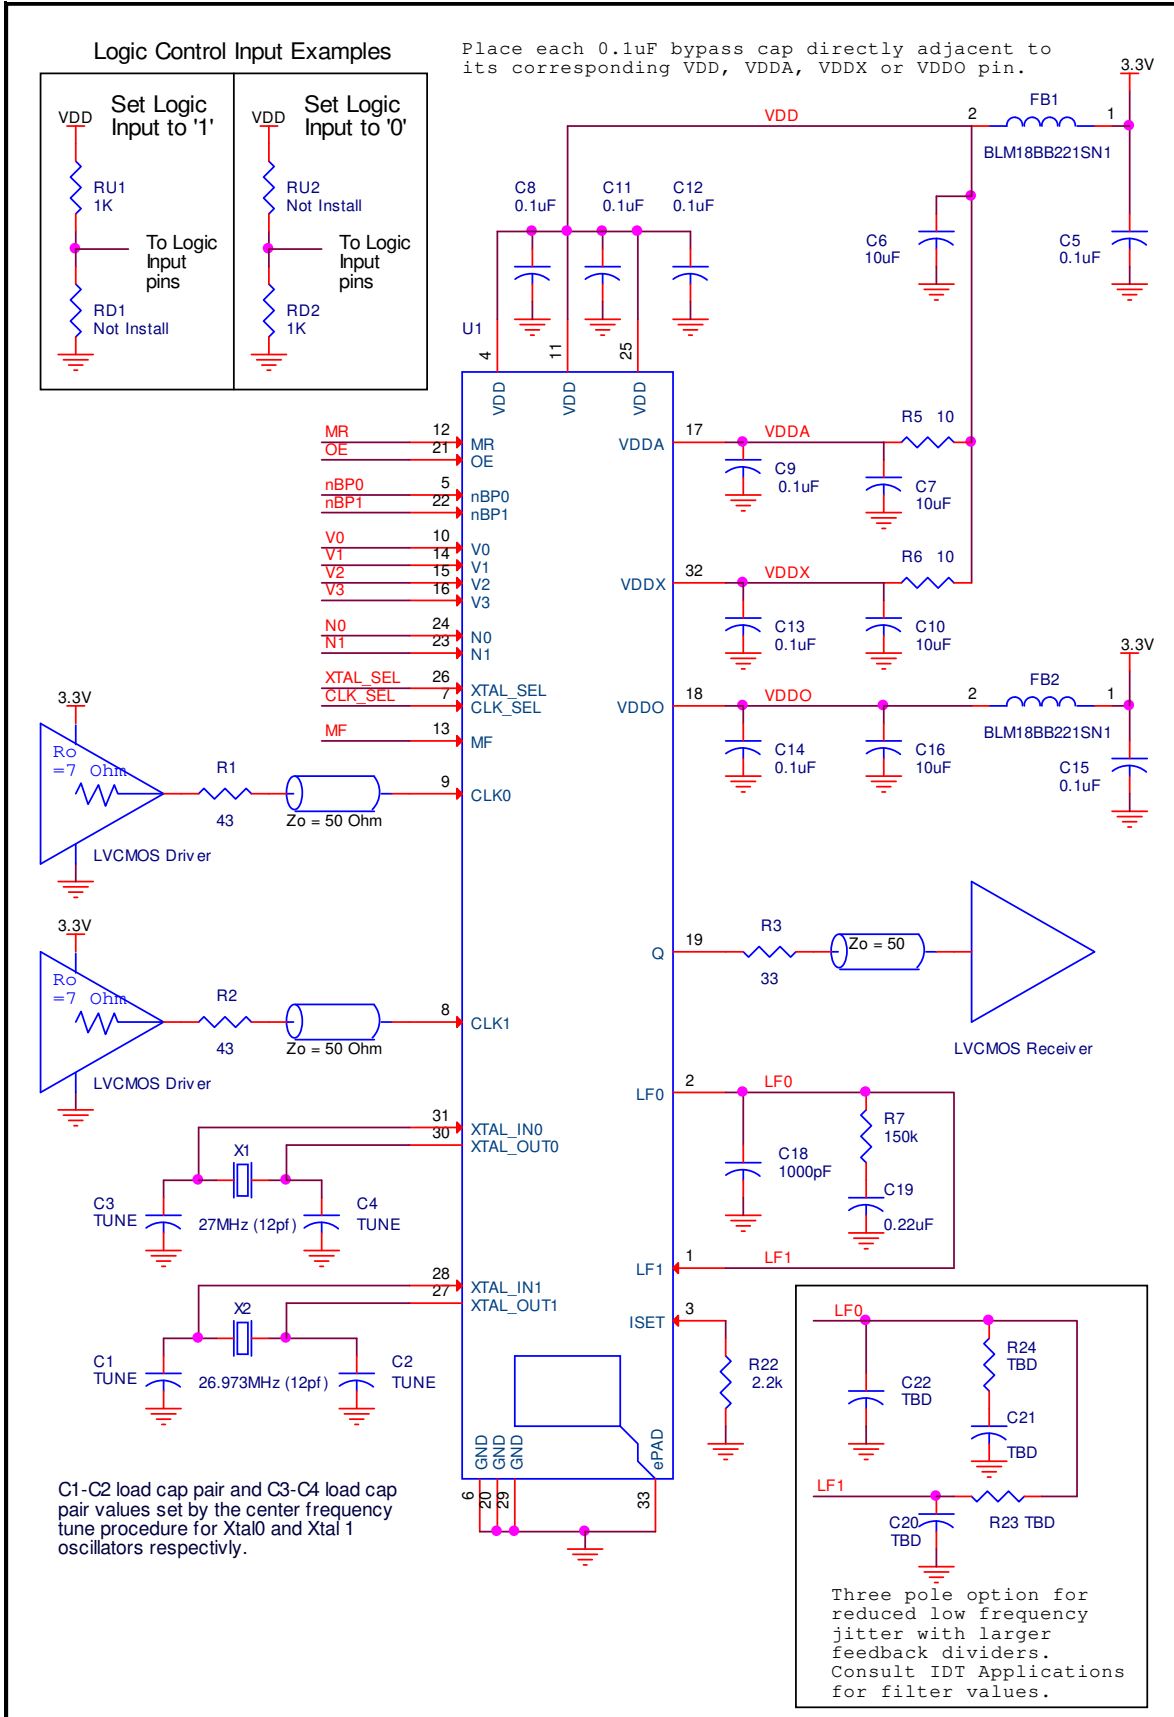 Logic Control Input Examples
Place each 0.1uF bypass cap directly adjacent to
its corresponding VDD, VDDA, VDDX or VDDO pin.
VDD
Set Logic
Input to '1'
RU1
1K
To Logic
Input
pins
RD1
Not Install
VDD
Set Logic
Input to '0'
RU2
Not Install
To Logic
Input
pins
RD2
1K
3.3V
VDD
2
FB1
1
BLM18BB221SN1
C8
0.1uF
C11
0.1uF
C12
0.1uF
C6
10uF
C5
0.1uF
U1
4
11
25
VDD
VDD
VDD
MR
12
MR
OE
21
OE
nBP0
5
nBP0
nBP1
22
nBP1
V0
10
V0
V1
14
V1
V2
15
V2
V3
16
V3
N0
24
N0
N1
23
N1
XTAL_SEL
26
XTAL_SEL
CLK_SEL
7
CLK_SEL
MF
13
MF
VDDA
17
VDDA
R5 10
C9
0.1uF
C7
10uF
VDDX
32
VDDX
R6 10
C13
0.1uF
C10
10uF
3.3V
VDDO
18
VDDO
2
FB2
1
BLM18BB221SN1
C14
0.1uF
C16
10uF
C15
0.1uF
3.3V
Ro
=7 Ohm
R1
43
Zo = 50 Ohm
9
CLK0
LVCMOS Driver
3.3V
Ro
=7 Ohm
R2
43
Zo = 50 Ohm
8
CLK1
LVCMOS Driver
Q
19
R3
33
Zo = 50
LVCMOS Receiver
LF0
2
LF0
C18
1000pF
R7
150k
C19
0.22uF
LF1
1
LF1
31
XTAL_IN0
30
XTAL_OUT0
X1
C3
TUNE
27MHz (12pf)
C4
TUNE
28
XTAL_IN1
27
XTAL_OUT1
X2
C1
TUNE
26.973MHz (12pf)
C2
TUNE
ISET
3
R22
2.2k
GND
GND
GND
ePAD
6
20
29
33
C1-C2 load cap pair and C3-C4 load cap
pair values set by the center frequency
tune procedure for Xtal0 and Xtal 1
oscillators respectivly.
LF0
C22
TBD
R24
TBD
C21
TBD
LF1
C20
TBD
R23 TBD
Three pole option for
reduced low frequency
jitter with larger
feedback dividers.
Consult IDT Applications
for filter values.